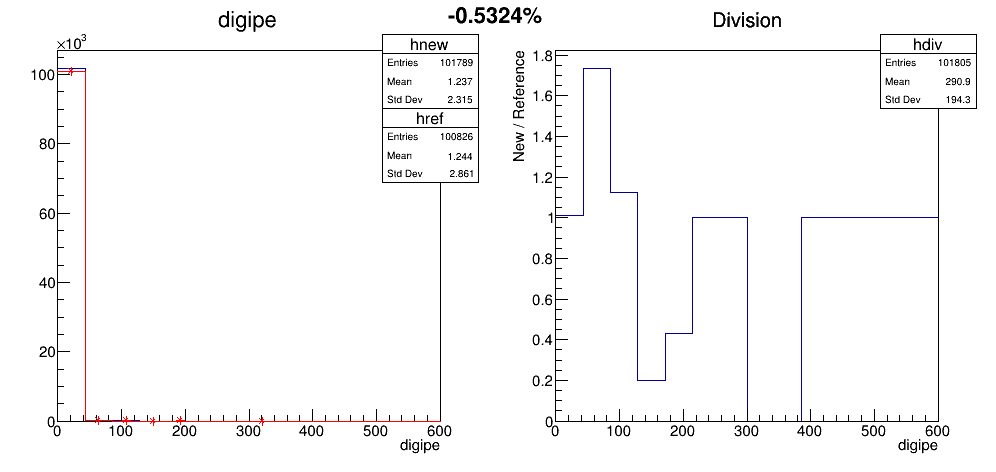 -0.5324%
digipe
×10³
hnew
Entries 101789
Mean 1.237
Std Dev 2.315
href
Entries 100826
Mean 1.244
Std Dev 2.861
100
80
60
40
20
0
0 100 200 300 400 500 600
digipe
Division
hdiv
Entries 101805
Mean 290.9
Std Dev 194.3
New / Reference
1.8
1.6
1.4
1.2
1
0.8
0.6
0.4
0.2
0
0 100 200 300 400 500 600
digipe